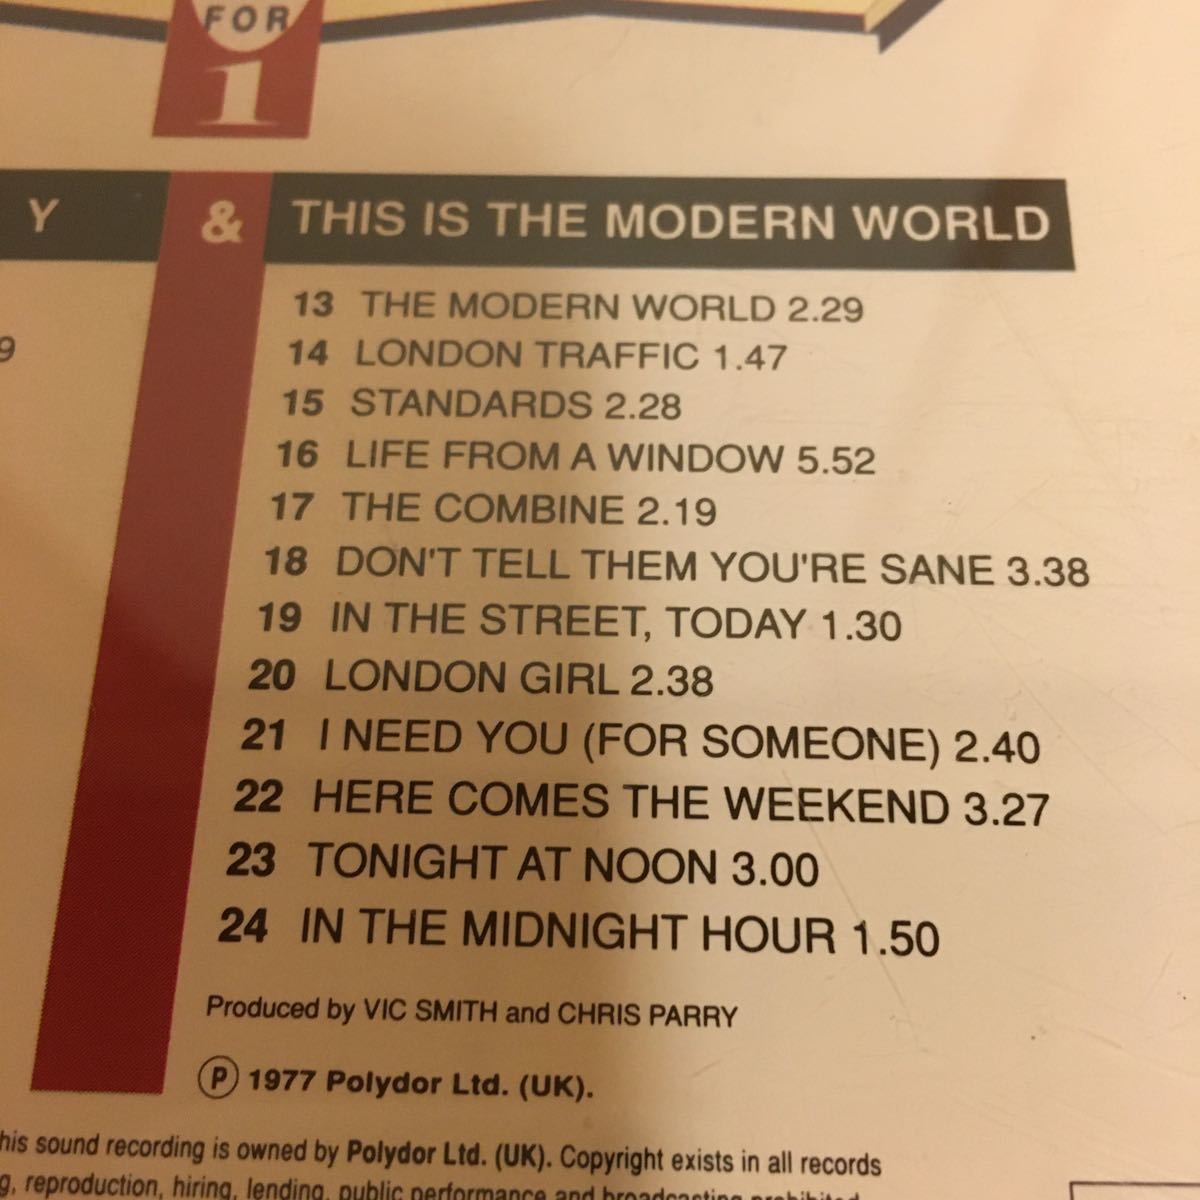 FOR
1
Y & THIS IS THE MODERN WORLD
13 THE MODERN WORLD 2.29
9
14 LONDON TRAFFIC 1.47
15 STANDARDS 2.28
16 LIFE FROM A WINDOW 5.52
17 THE COMBINE 2.19
18 DON'T TELL THEM YOU'RE SANE 3.38
19 IN THE STREET, TODAY 1.30
20 LONDON GIRL 2.38
21 I NEED YOU (FOR SOMEONE) 2.40
22 HERE COMES THE WEEKEND 3.27
23 TONIGHT AT NOON 3.00
24 IN THE MIDNIGHT HOUR 1.50
Produced by VIC SMITH and CHRIS PARRY
Ⓟ 1977 Polydor Ltd. (UK).
his sound recording is owned by Polydor Ltd. (UK). Copyright exists in all records
g, reproduction, hiring, lending, public performance and broadcasting prohibited